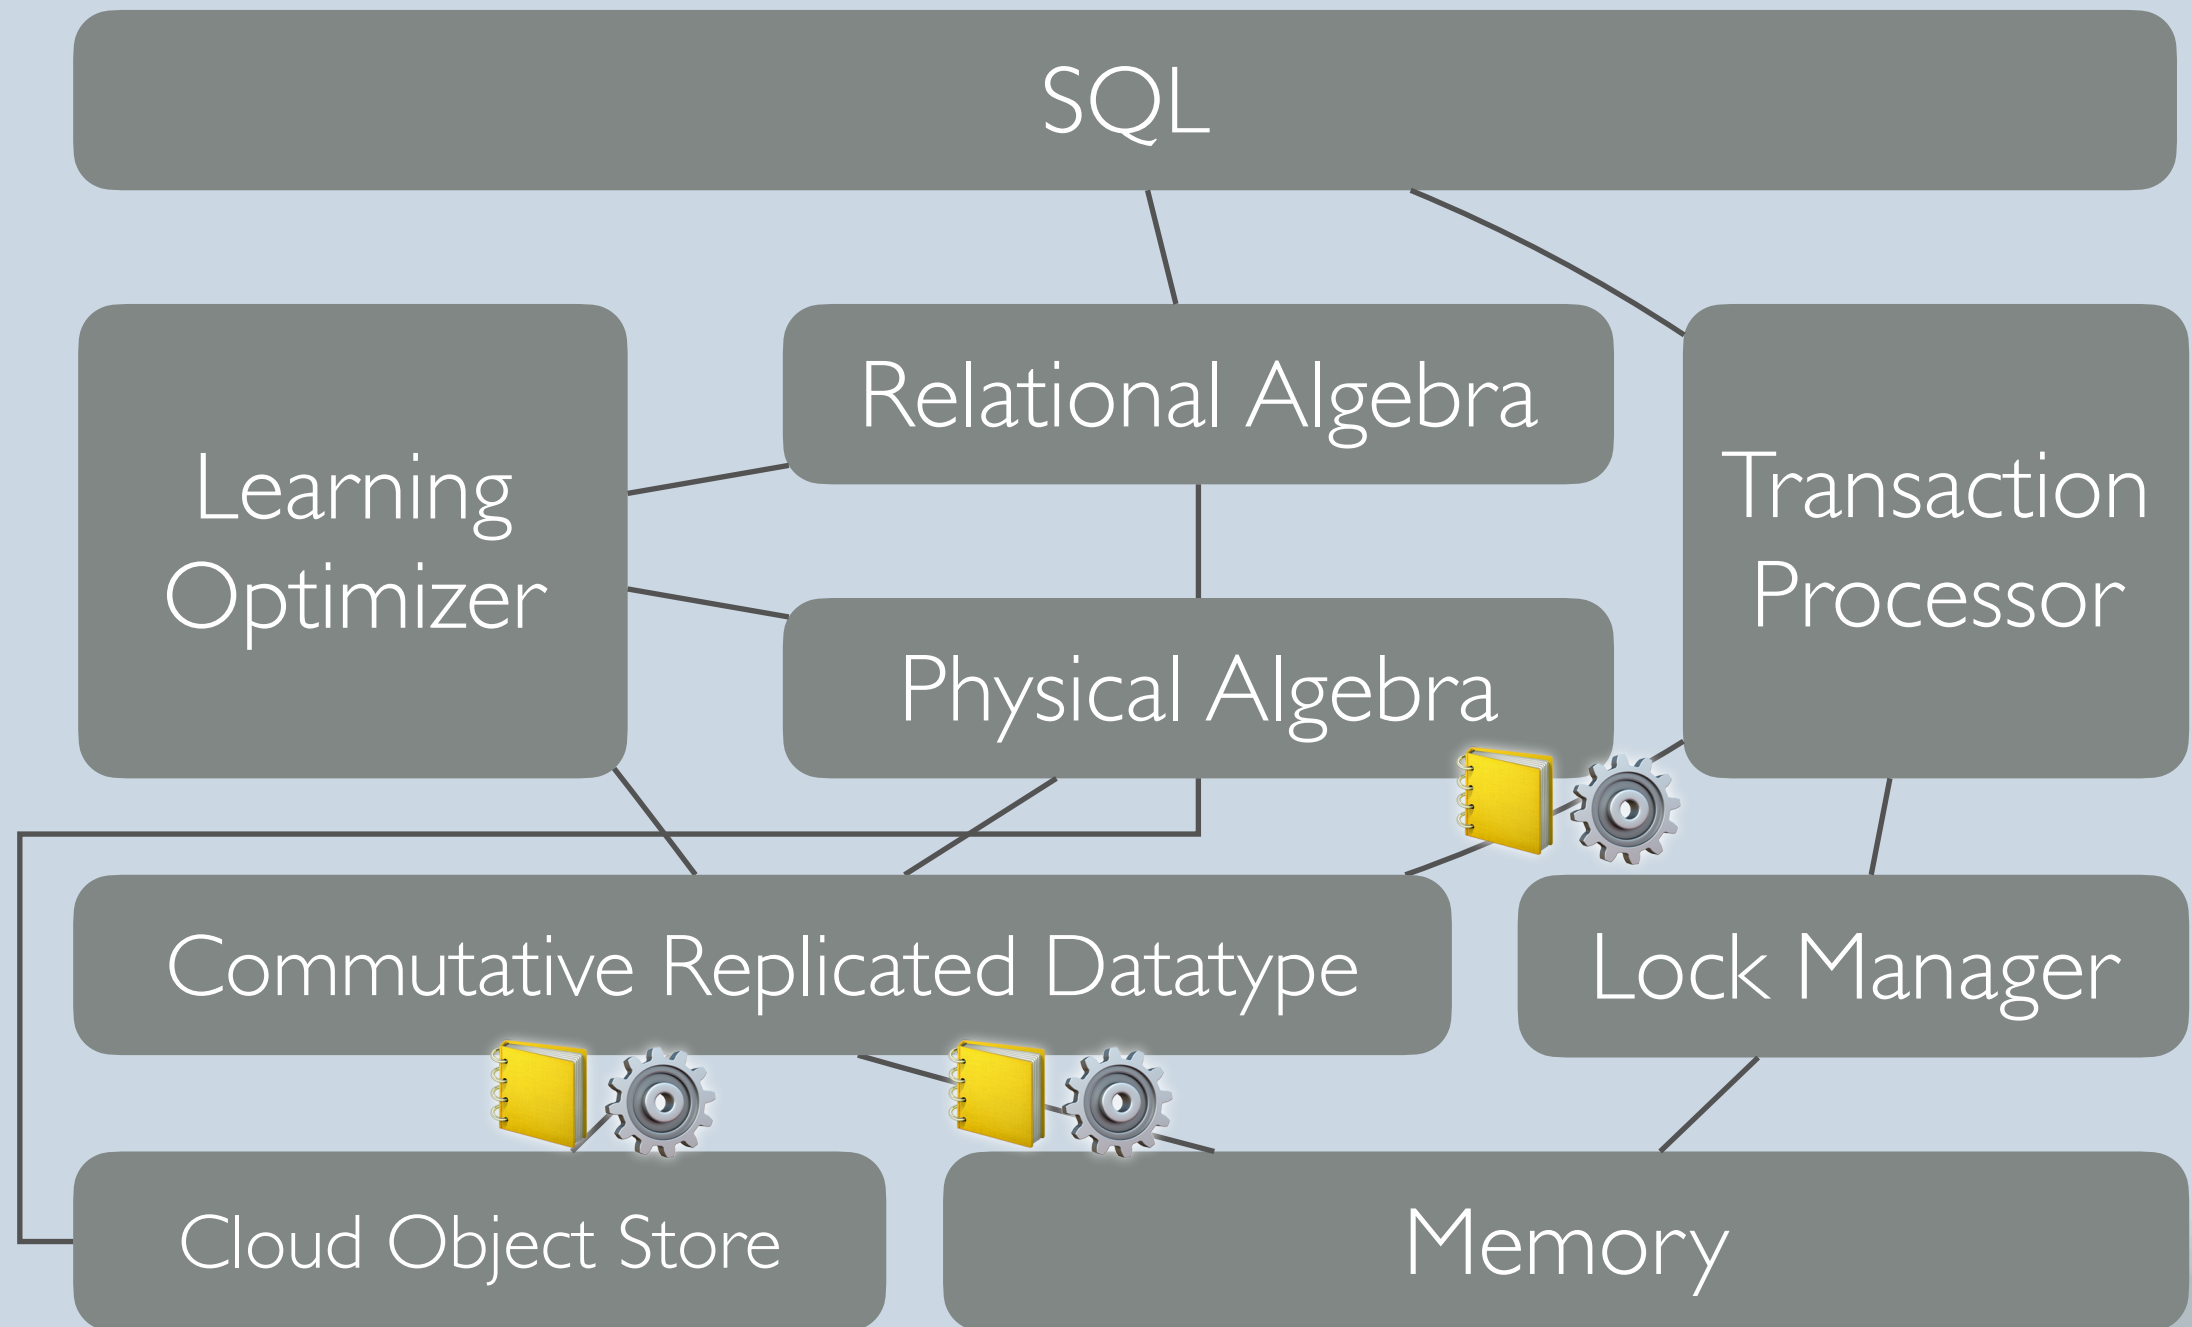 SQL
Relational Algebra
Learning
Optimizer
Transaction
Processor
Physical Algebra
Commutative Replicated Datatype
Lock Manager
Cloud Object Store
Memory